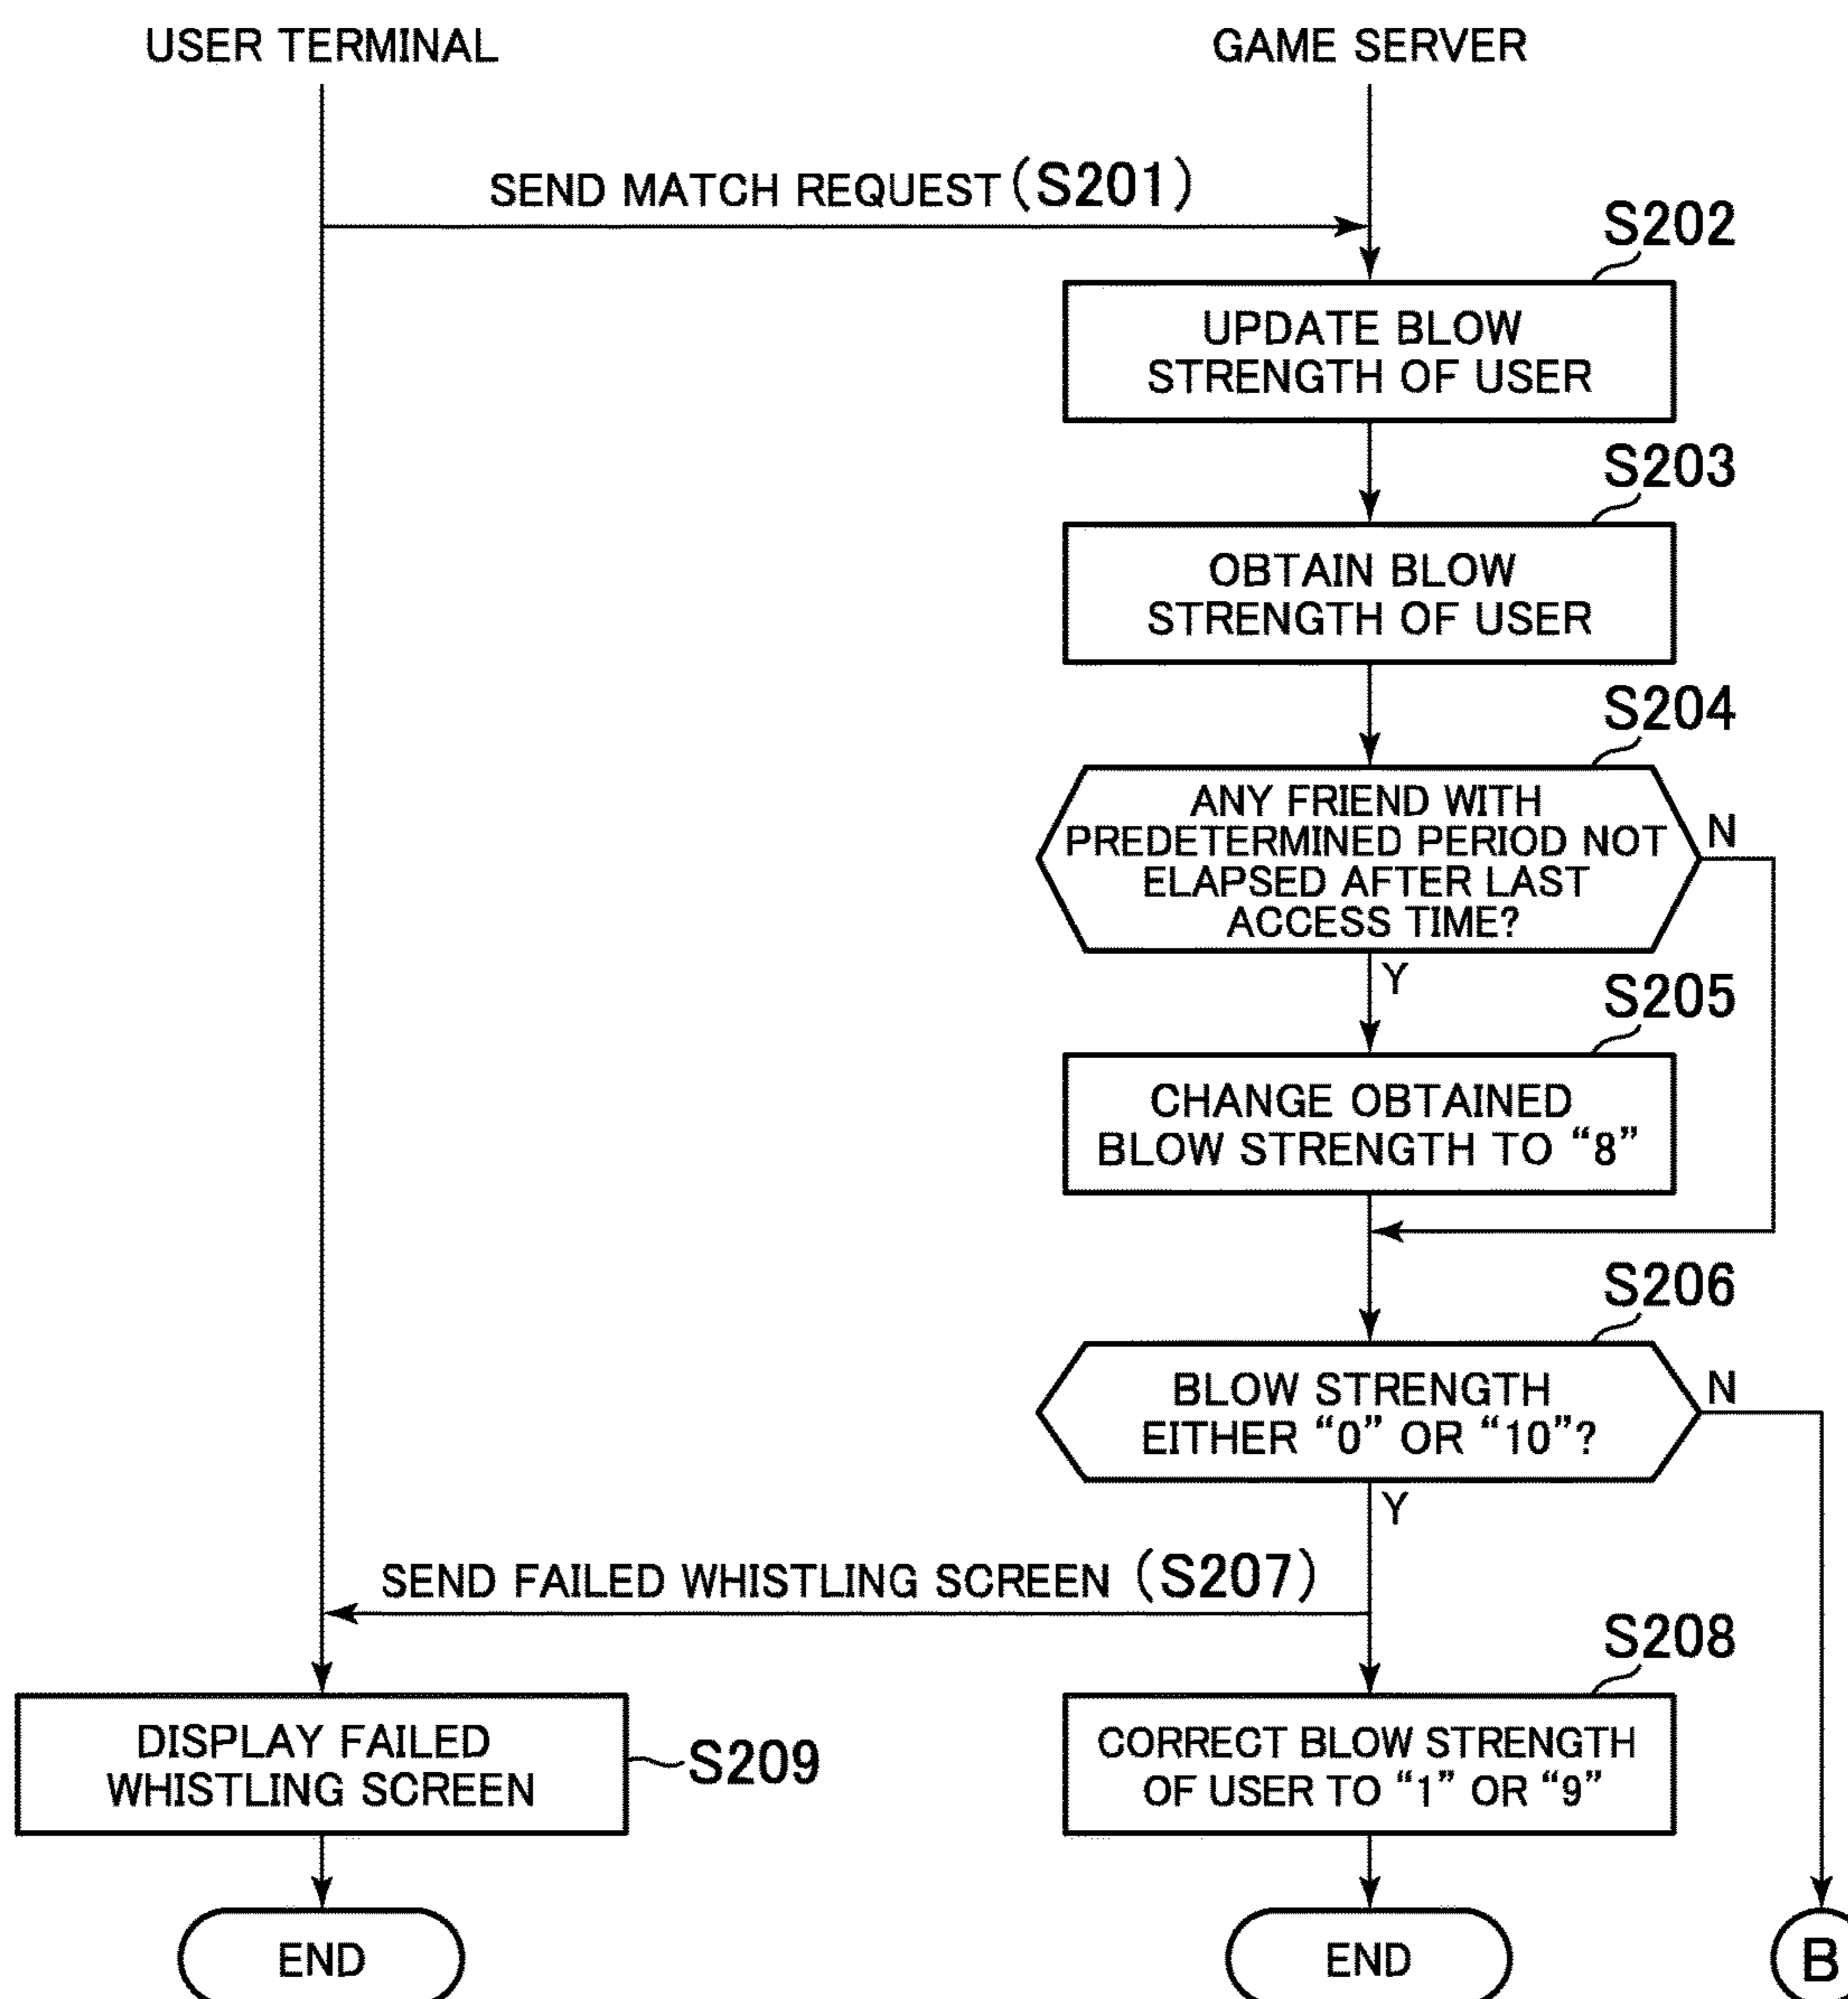 USER TERMINAL
GAME SERVER
SEND MATCH REQUEST (S201)
S202
UPDATE BLOW
STRENGTH OF USER
S203
OBTAIN BLOW
STRENGTH OF USER
S204
ANY FRIEND WITH
PREDETERMINED PERIOD NOT
ELAPSED AFTER LAST
ACCESS TIME?
N
Y
S205
CHANGE OBTAINED
BLOW STRENGTH TO “8”
S206
BLOW STRENGTH
EITHER “0” OR “10”?
N
Y
SEND FAILED WHISTLING SCREEN (S207)
S208
DISPLAY FAILED
WHISTLING SCREEN
S209
CORRECT BLOW STRENGTH
OF USER TO “1” OR “9”
END
END
B